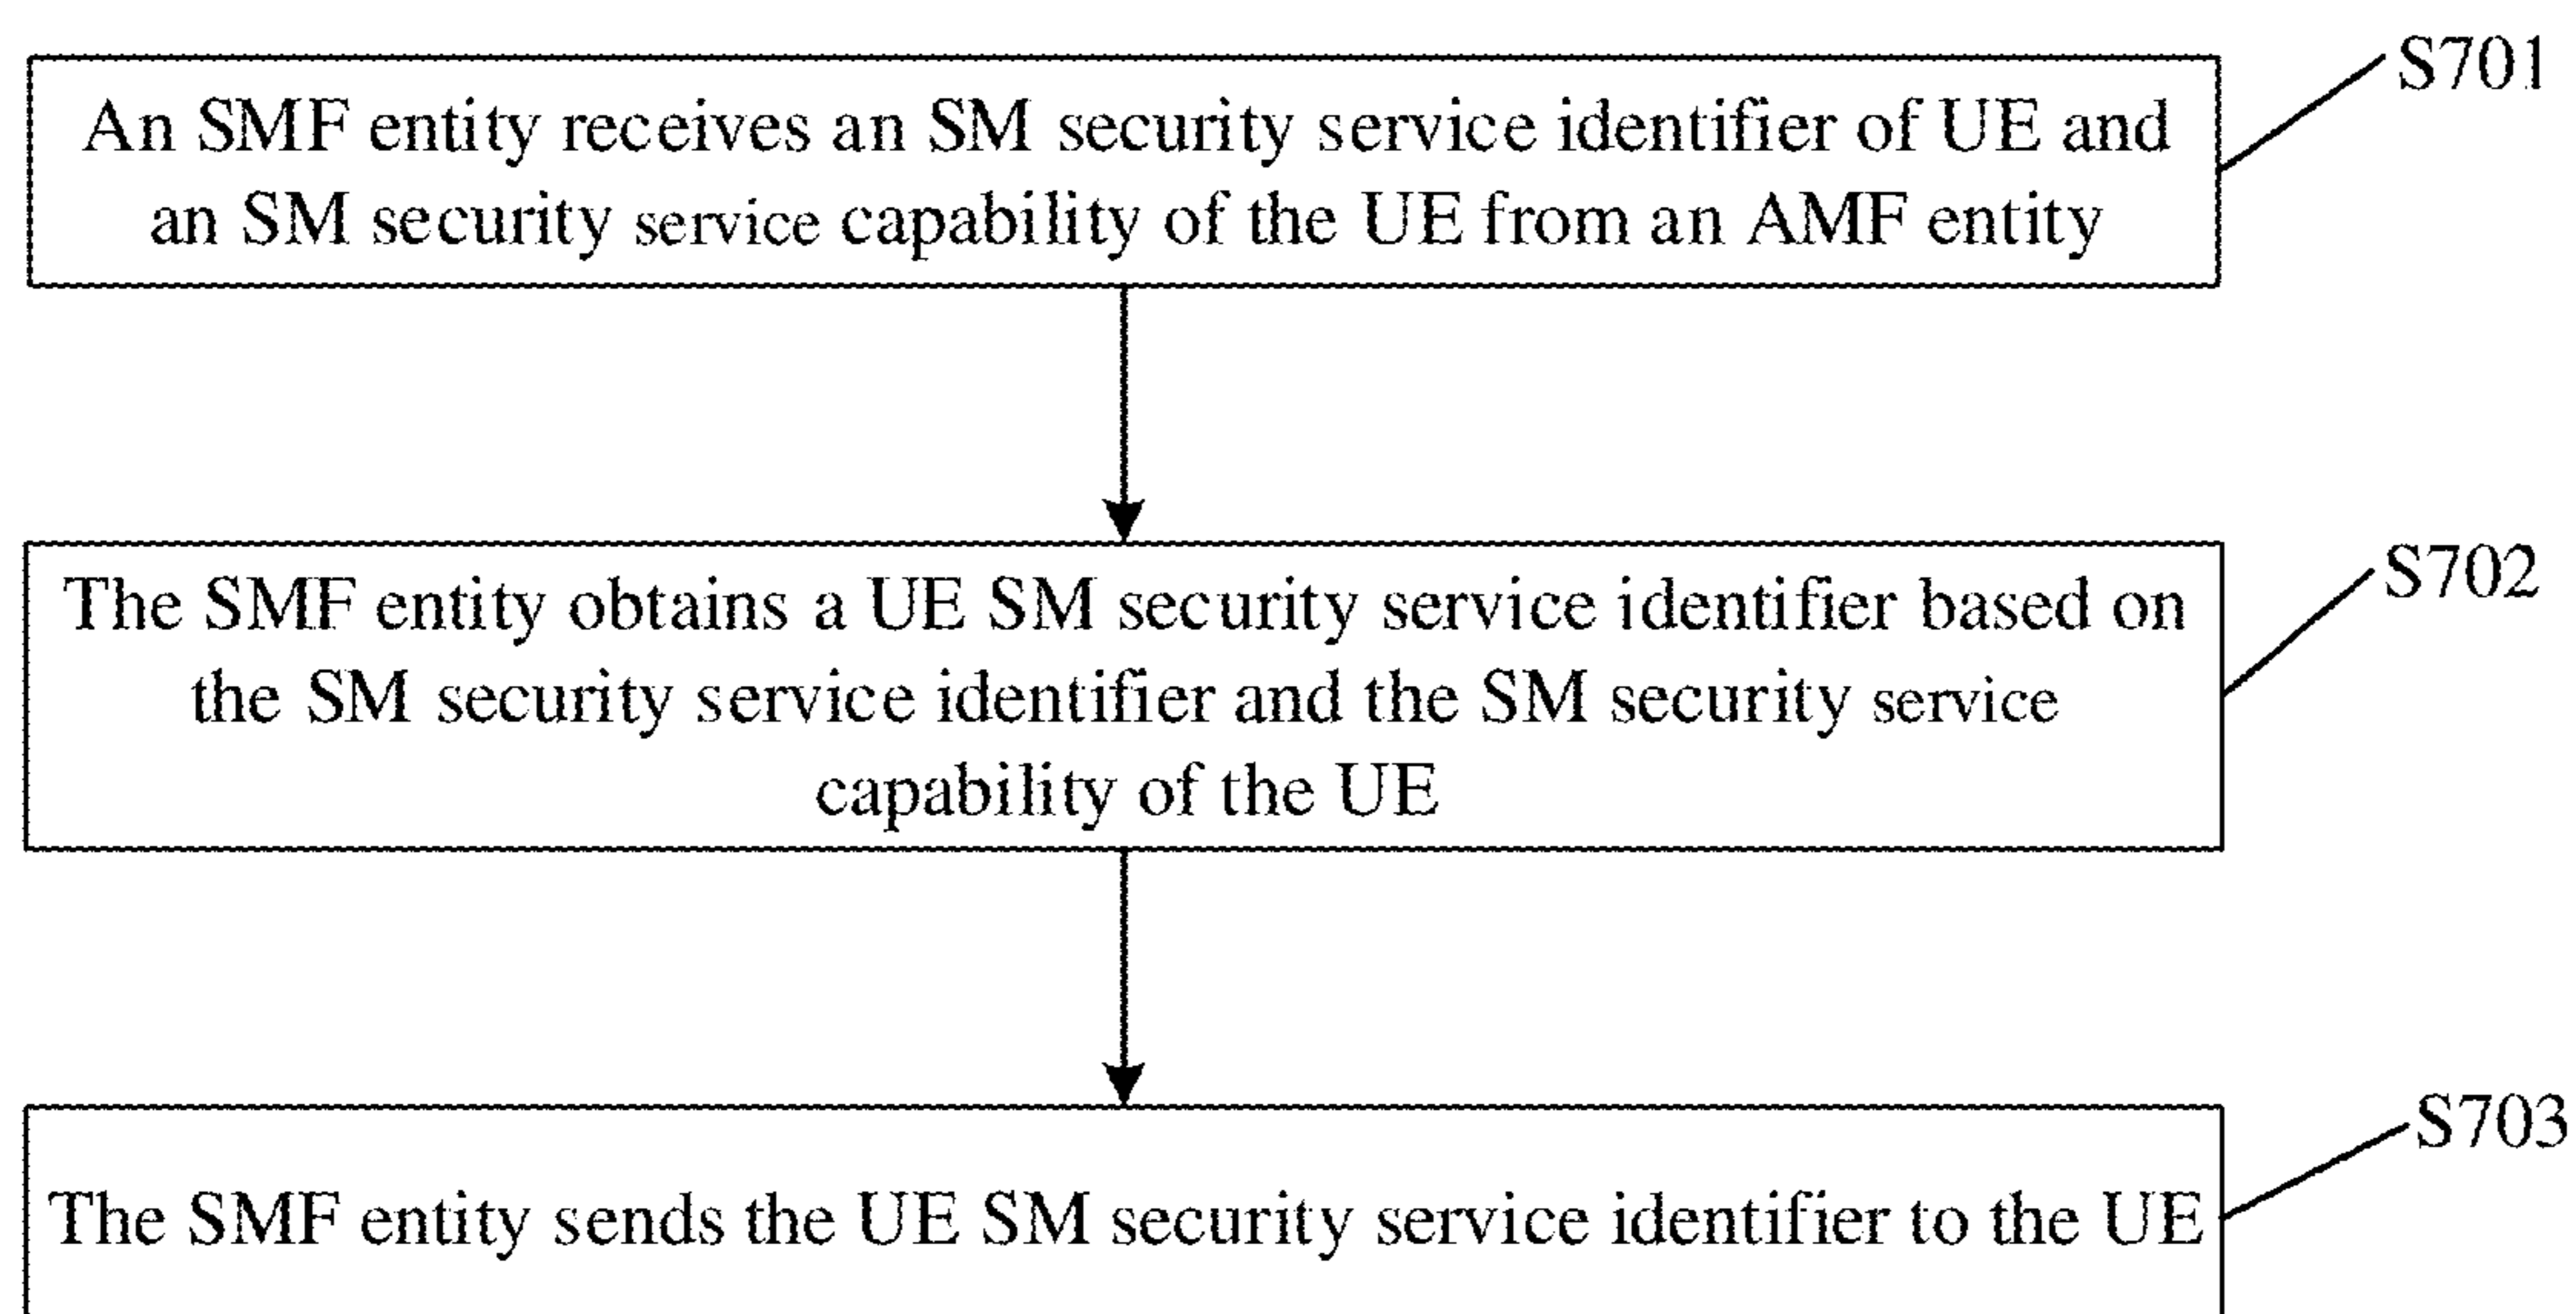 An SMF entity receives an SM security service identifier of UE and
an SM security service capability of the UE from an AMF entity
S701
The SMF entity obtains a UE SM security service identifier based on
the SM security service identifier and the SM security service
capability of the UE
S702
The SMF entity sends the UE SM security service identifier to the UE
S703